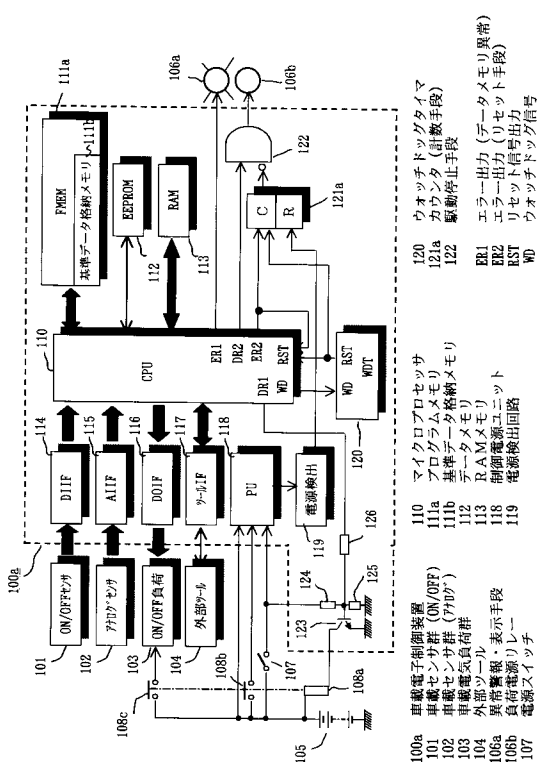 100a
101
ON/OFFセンサ
114
DIIF
102
アナログセンサ
115
AIIF
103
ON/OFF負荷
116
DOIF
104
外部ツール
117
ツールIF
118
PU
110
CPU
ER1
DR2
ER2
DR1
RST
WD
111a
FMEM
111b
基準データ格納メモリ
112
EEPROM
113
RAM
106a
106b
122
C
R
121a
WD
RST
WDT
120
電源検出
119
126
124
125
123
107
108a
108b
108c
105
100a 車載電子制御装置
101 車載センサ群(ON/OFF)
102 車載センサ群(アナログ)
103 車載電気負荷群
104 外部ツール
106a 異常警報・表示手段
106b 負荷電源リレー
107 電源スイッチ
110 マイクロプロセッサ
111a プログラムメモリ
111b 基準データ格納メモリ
112 データメモリ
113 RAMメモリ
118 制御電源ユニット
119 電源検出回路
120 ウォッチドッグタイマ
121a カウンタ(計数手段)
122 駆動停止手段
ER1 エラー出力(データメモリ異常)
ER2 エラー出力(リセット手段)
RST リセット信号出力
WD ウォッチドッグ信号